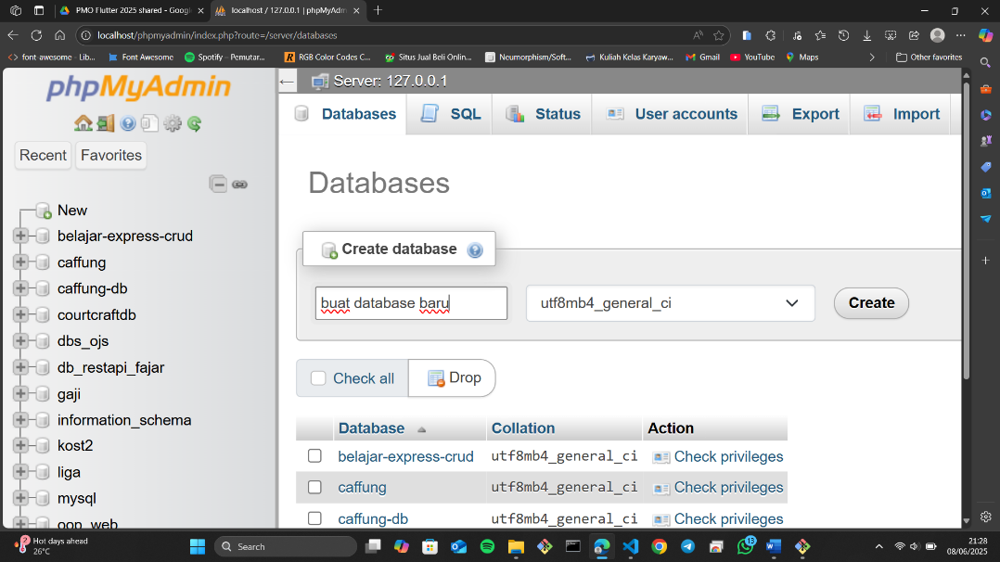 PMO Flutter 2025 shared - Google
localhost / 127.0.0.1 | phpMyAdm
localhost/phpmyadmin/index.php?route=/server/databases
font-awesome - Lib...
Font Awesome
Spotify – Pemutar...
RGB Color Codes C...
Situs Jual Beli Onlin...
Neumorphism/Soft...
Kuliah Kelas Karyaw...
Gmail
YouTube
Maps
Other favorites
phpMyAdmin
Server: 127.0.0.1
Databases
SQL
Status
User accounts
Export
Import
Recent
Favorites
New
belajar-express-crud
caffung
caffung-db
courtcraftdb
dbs_ojs
db_restapi_fajar
gaji
information_schema
kost2
liga
mysql
oop_web
Databases
Create database
buat database baru
utf8mb4_general_ci
Create
Check all
Drop
Database
Collation
Action
belajar-express-crud
utf8mb4_general_ci
Check privileges
caffung
utf8mb4_general_ci
Check privileges
caffung-db
utf8mb4_general_ci
Check privileges
Hot days ahead
26°C
Search
13
21:28
08/06/2025